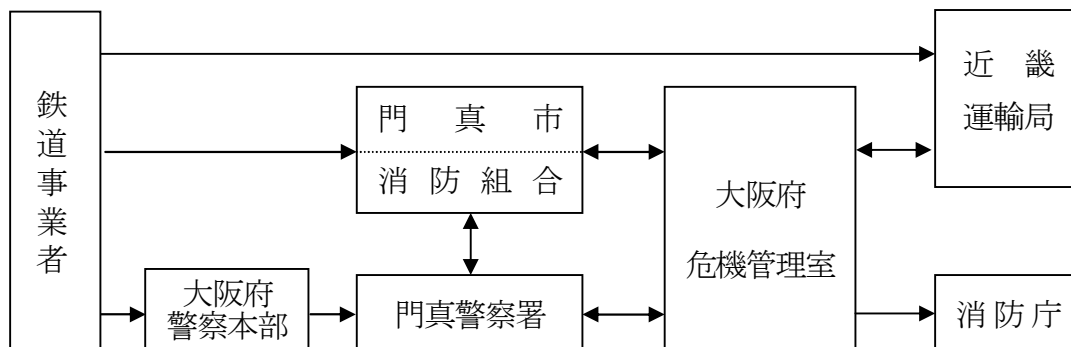 鉄道事業者
門真市
消防組合
大阪府
警察本部
門真警察署
大阪府
危機管理室
近畿
運輸局
消防庁